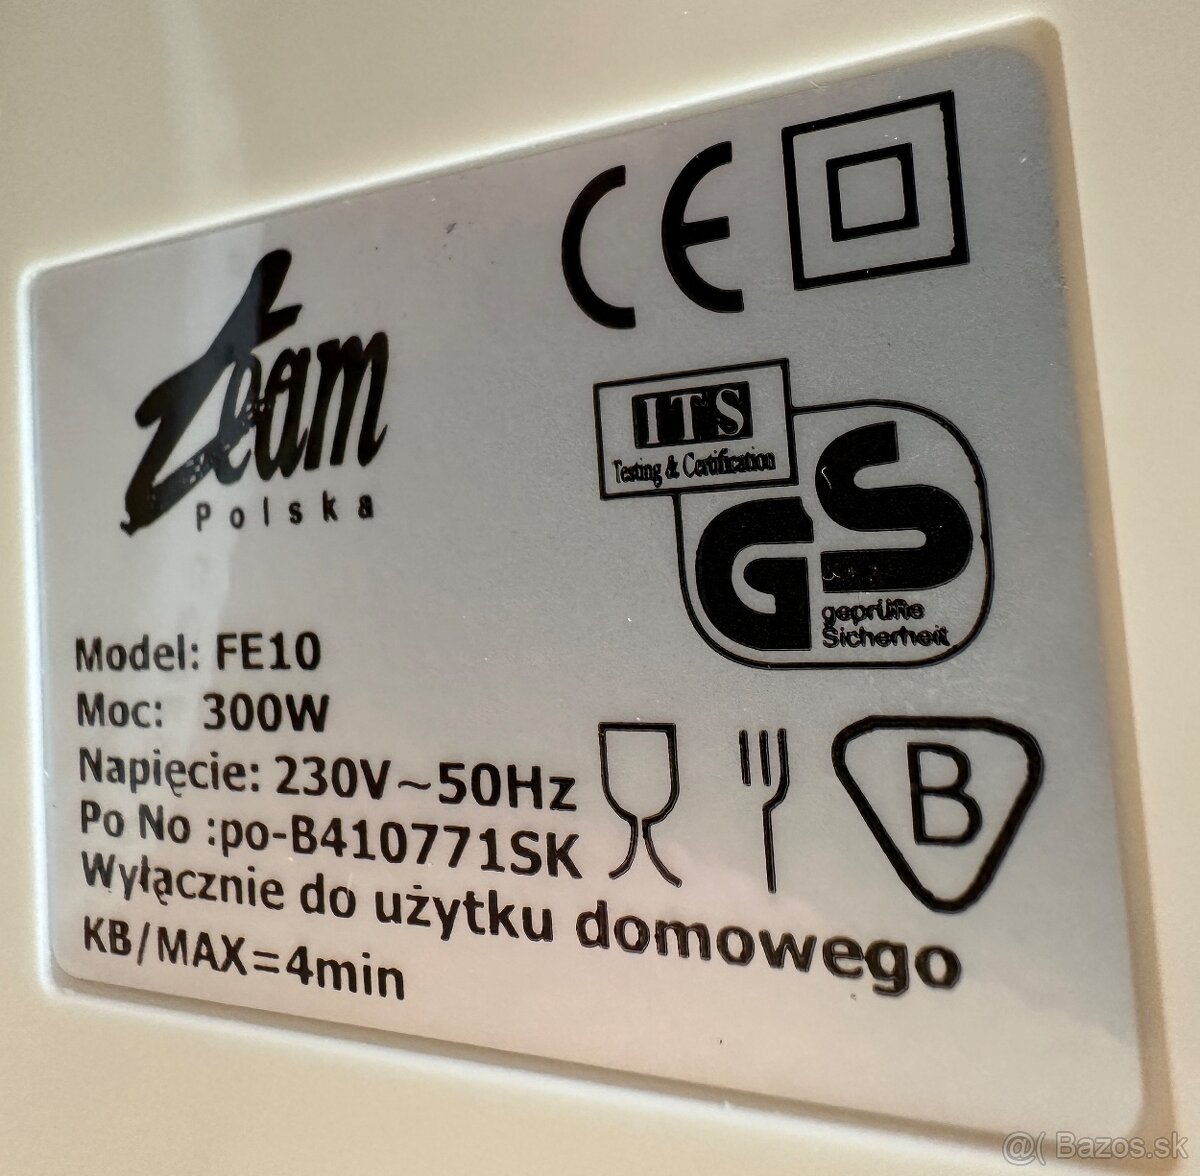 CE
Zeam
Polska
ITS
Testing & Certification
GS
geprüfte
Sicherheit
Model: FE10
Moc: 300W
Napięcie: 230V~50Hz
Po No :po-B410771SK
Wyłącznie do użytku domowego
KB/MAX=4min
B
@( Bazos.sk